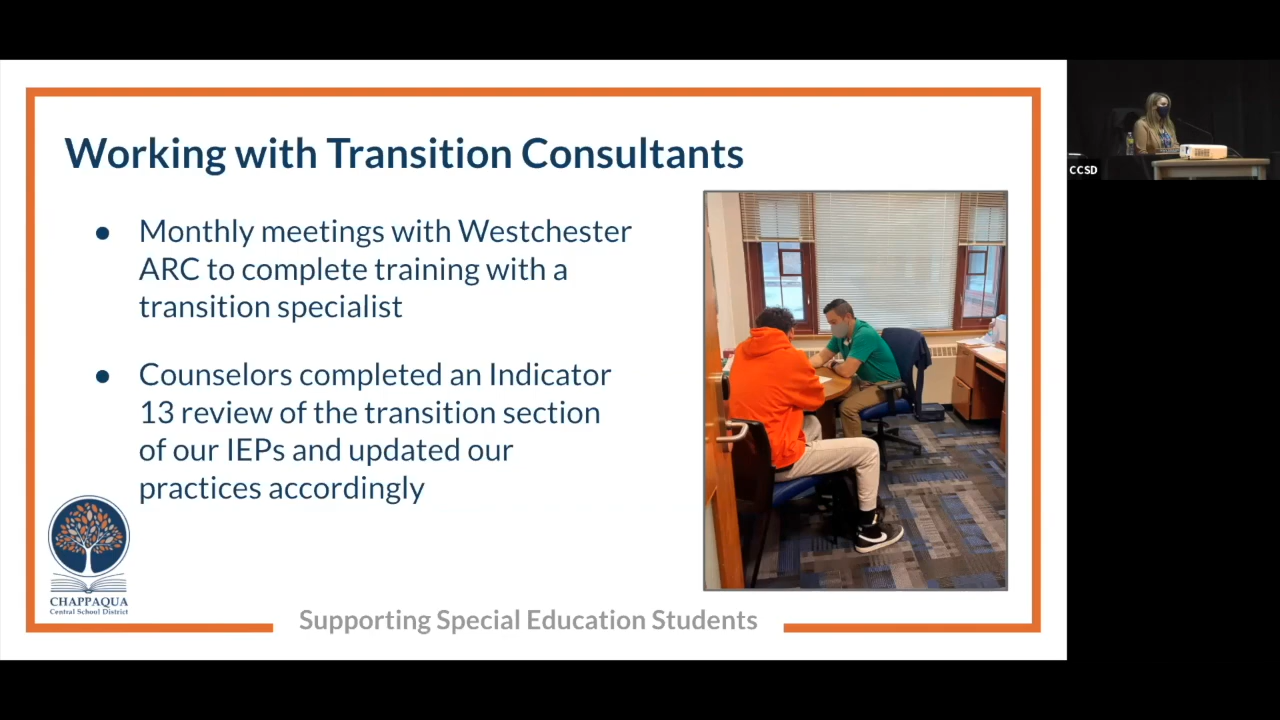 Working with Transition Consultants
● Monthly meetings with Westchester
ARC to complete training with a
transition specialist
● Counselors completed an Indicator
13 review of the transition section
of our IEPs and updated our
practices accordingly
CHAPPAQUA
Central School District
Supporting Special Education Students
CCSD